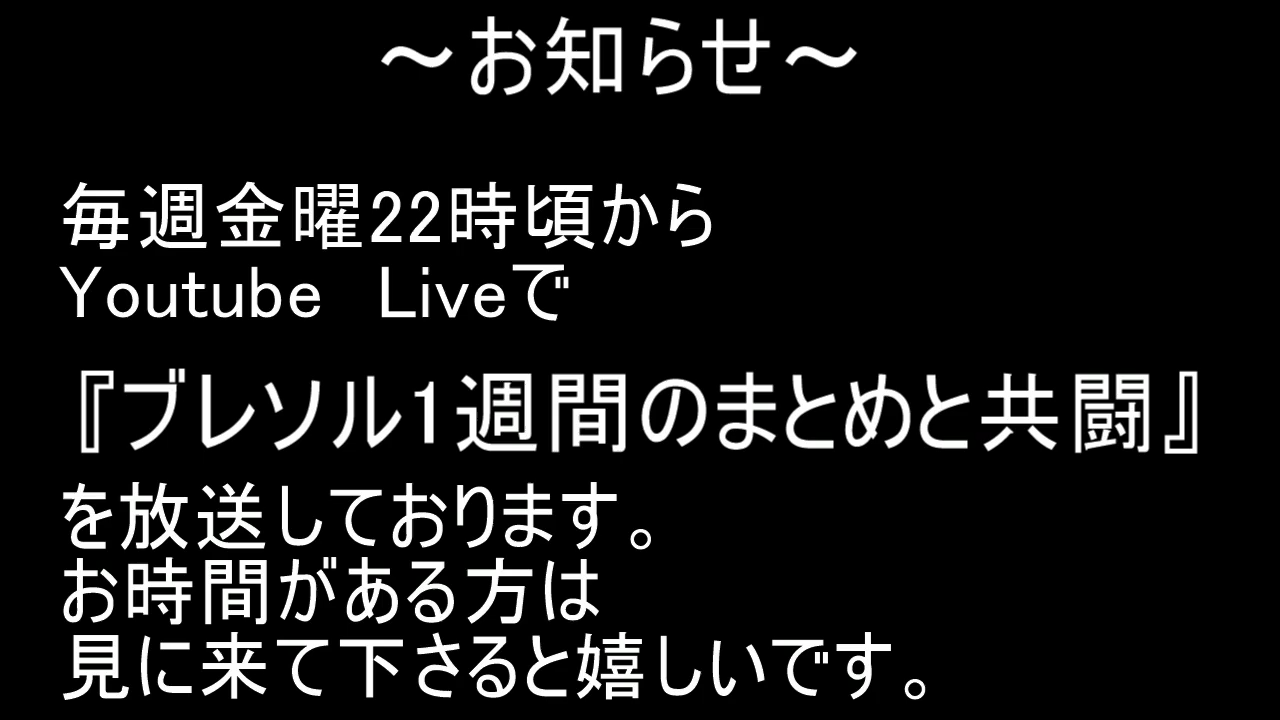 ～お知らせ～
毎週金曜22時頃から
Youtube　Liveで
『ブレソル1週間のまとめと共闘』
を放送しております。
お時間がある方は
見に来て下さると嬉しいです。